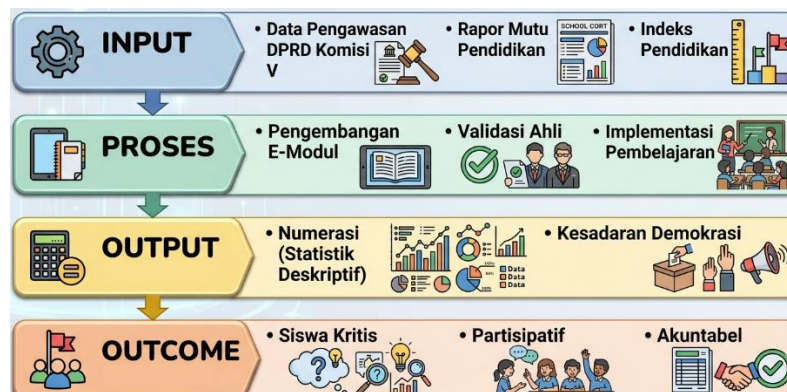 INPUT
• Data Pengawasan
DPRD Komisi
V
• Rapor Mutu
Pendidikan
SCHOOL CORT
• Indeks
Pendidikan
PROSES
• Pengembangan
E-Modul
• Validasi Ahli
• Implementasi
Pembelajaran
OUTPUT
• Numerasi
(Statistik
Deskriptif)
Data
Data
Data
• Kesadaran Demokrasi
OUTCOME
• Siswa Kritis
• Partisipatif
• Akuntabel